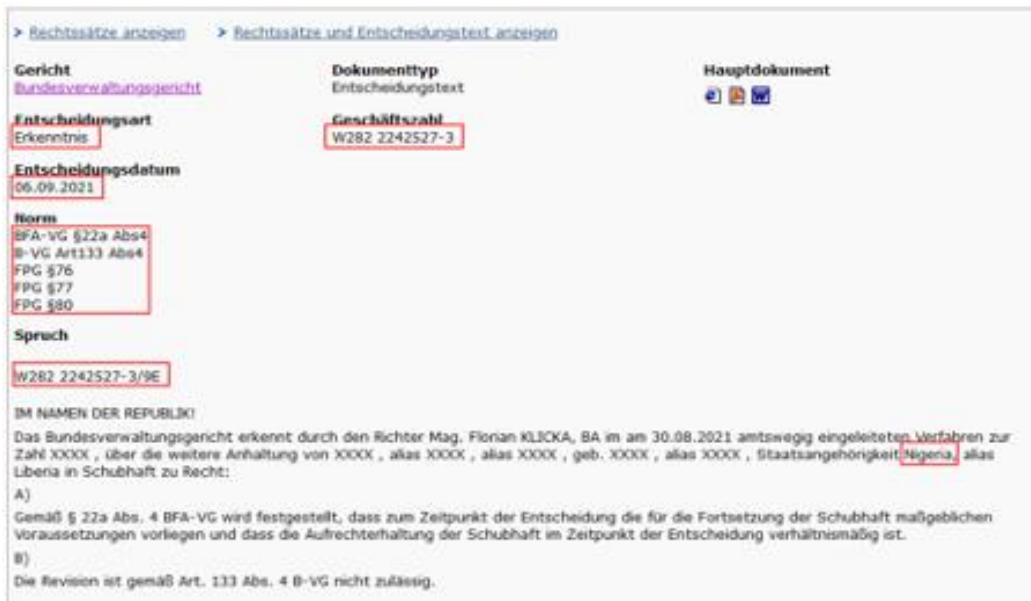 > Rechtssätze anzeigen > Rechtssätze und Entscheidungstext anzeigen
Gericht Dokumenttyp Hauptdokument
Bundesverwaltungsgericht Entscheidungstext
Entscheidungsart Geschäftszahl
Erkenntnis W282 2242527-3
Entscheidungsdatum
06.09.2021
Norm
BFA-VG §22a Abs4
B-VG Art133 Abs4
FPG §76
FPG §77
FPG §80
Spruch
W282 2242527-3/9E
IM NAMEN DER REPUBLIK!
Das Bundesverwaltungsgericht erkennt durch den Richter Mag. Florian KLICKA, BA im am 30.08.2021 amtswegig eingeleiteten Verfahren zur
Zahl XXXX , über die weitere Anhaltung von XXXX , alias XXXX , alias XXXX , geb. XXXX , alias XXXX , Staatsangehörigkeit Nigeria, alias
Liberia in Schubhaft zu Recht:
A)
Gemäß § 22a Abs. 4 BFA-VG wird festgestellt, dass zum Zeitpunkt der Entscheidung die für die Fortsetzung der Schubhaft maßgeblichen
Voraussetzungen vorliegen und dass die Aufrechterhaltung der Schubhaft im Zeitpunkt der Entscheidung verhältnismäßig ist.
B)
Die Revision ist gemäß Art. 133 Abs. 4 B-VG nicht zulässig.